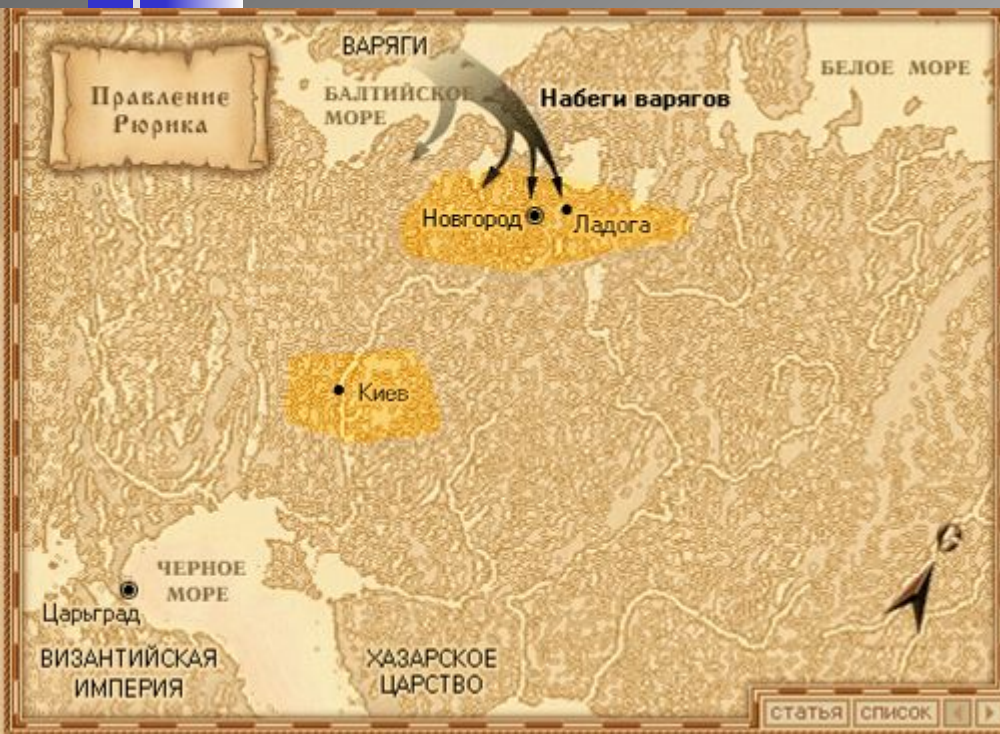 Правление
Рюрика
ВАРЯГИ
БАЛТИЙСКОЕ
МОРЕ
Набеги варягов
БЕЛОЕ МОРЕ
Новгород
Ладога
Киев
ЧЕРНОЕ
МОРЕ
Царьград
ВИЗАНТИЙСКАЯ
ИМПЕРИЯ
ХАЗАРСКОЕ
ЦАРСТВО
С
статья
список